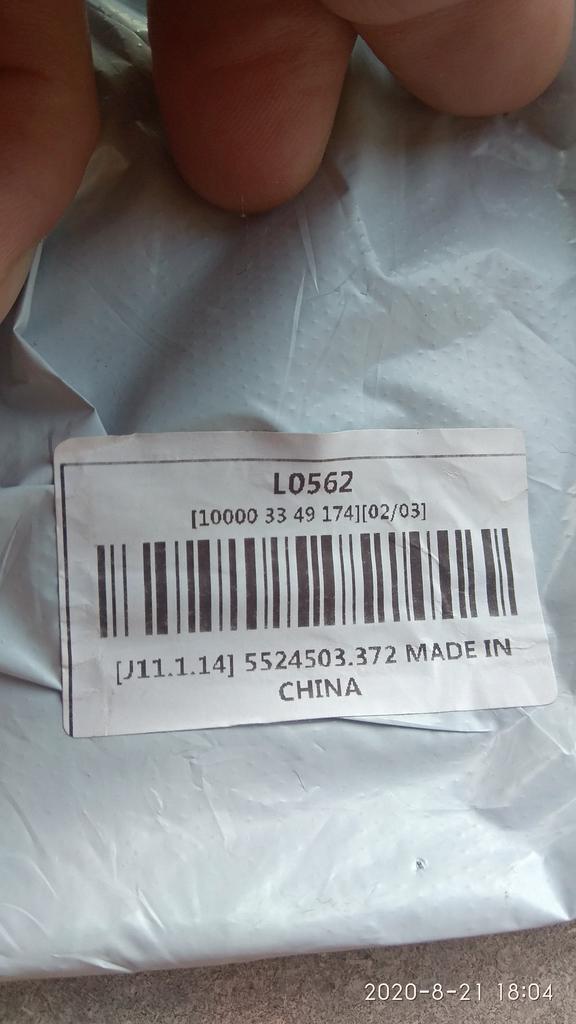 L0562
[10000 33 49 174][02/03]
[J11.1.14] 5524503.372 MADE IN
CHINA
2020-8-21 18:04